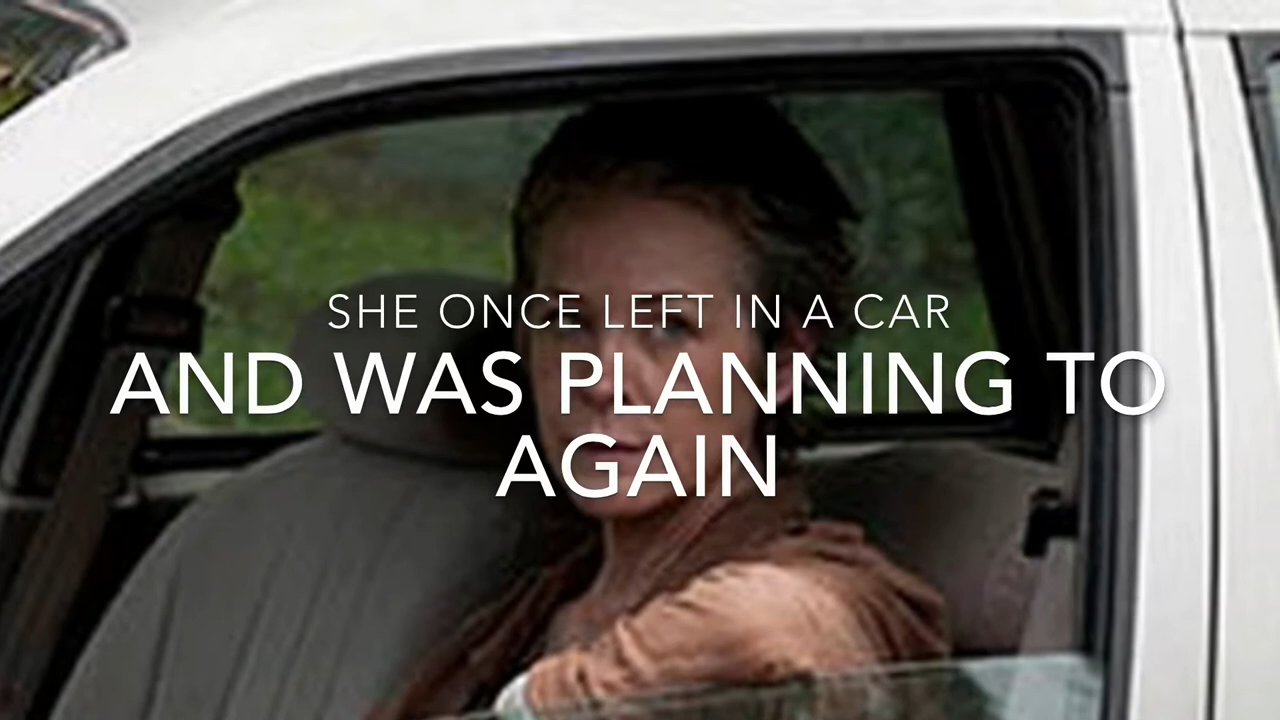 SHE ONCE LEFT IN A CAR
AND WAS PLANNING TO
AGAIN